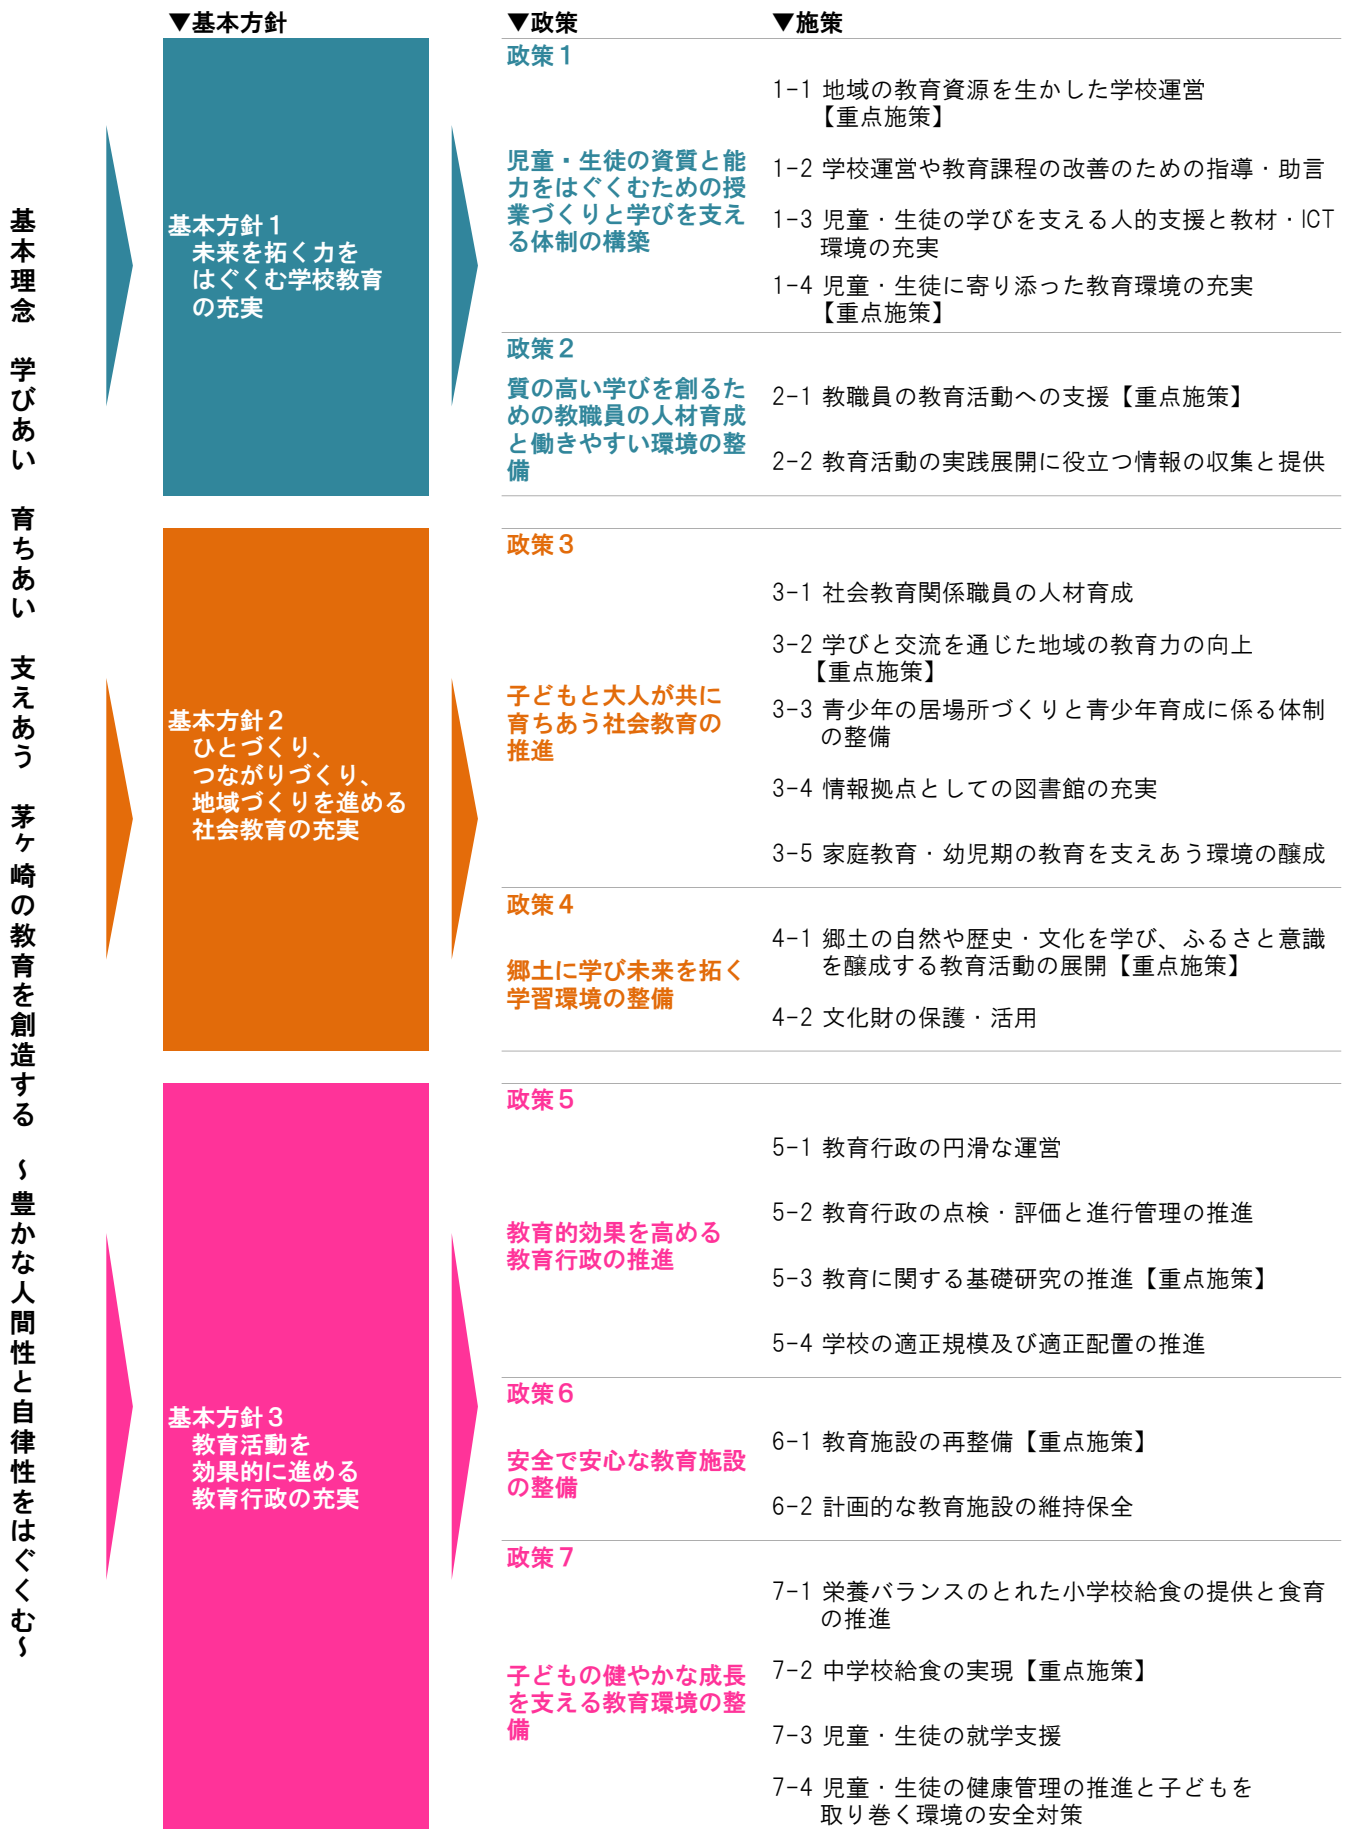 ▼基本方針
▼政策
▼施策
基本理念　学びあい　育ちあい　支えあう　茅ヶ崎の教育を創造する　～豊かな人間性と自律性をはぐくむ～
基本方針１
未来を拓く力を
はぐくむ学校教育
の充実
政策１
児童・生徒の資質と能
力をはぐくむための授
業づくりと学びを支え
る体制の構築
1-1 地域の教育資源を生かした学校運営
【重点施策】
1-2 学校運営や教育課程の改善のための指導・助言
1-3 児童・生徒の学びを支える人的支援と教材・ICT
環境の充実
1-4 児童・生徒に寄り添った教育環境の充実
【重点施策】
政策２
質の高い学びを創るた
めの教職員の人材育成
と働きやすい環境の整
備
2-1 教職員の教育活動への支援【重点施策】
2-2 教育活動の実践展開に役立つ情報の収集と提供
基本方針２
ひとづくり、
つながりづくり、
地域づくりを進める
社会教育の充実
政策３
子どもと大人が共に
育ちあう社会教育の
推進
3-1 社会教育関係職員の人材育成
3-2 学びと交流を通じた地域の教育力の向上
【重点施策】
3-3 青少年の居場所づくりと青少年育成に係る体制
の整備
3-4 情報拠点としての図書館の充実
3-5 家庭教育・幼児期の教育を支えあう環境の醸成
政策４
郷土に学び未来を拓く
学習環境の整備
4-1 郷土の自然や歴史・文化を学び、ふるさと意識
を醸成する教育活動の展開【重点施策】
4-2 文化財の保護・活用
基本方針３
教育活動を
効果的に進める
教育行政の充実
政策５
教育的効果を高める
教育行政の推進
5-1 教育行政の円滑な運営
5-2 教育行政の点検・評価と進行管理の推進
5-3 教育に関する基礎研究の推進【重点施策】
5-4 学校の適正規模及び適正配置の推進
政策６
安全で安心な教育施設
の整備
6-1 教育施設の再整備【重点施策】
6-2 計画的な教育施設の維持保全
政策７
子どもの健やかな成長
を支える教育環境の整
備
7-1 栄養バランスのとれた小学校給食の提供と食育
の推進
7-2 中学校給食の実現【重点施策】
7-3 児童・生徒の就学支援
7-4 児童・生徒の健康管理の推進と子どもを
取り巻く環境の安全対策